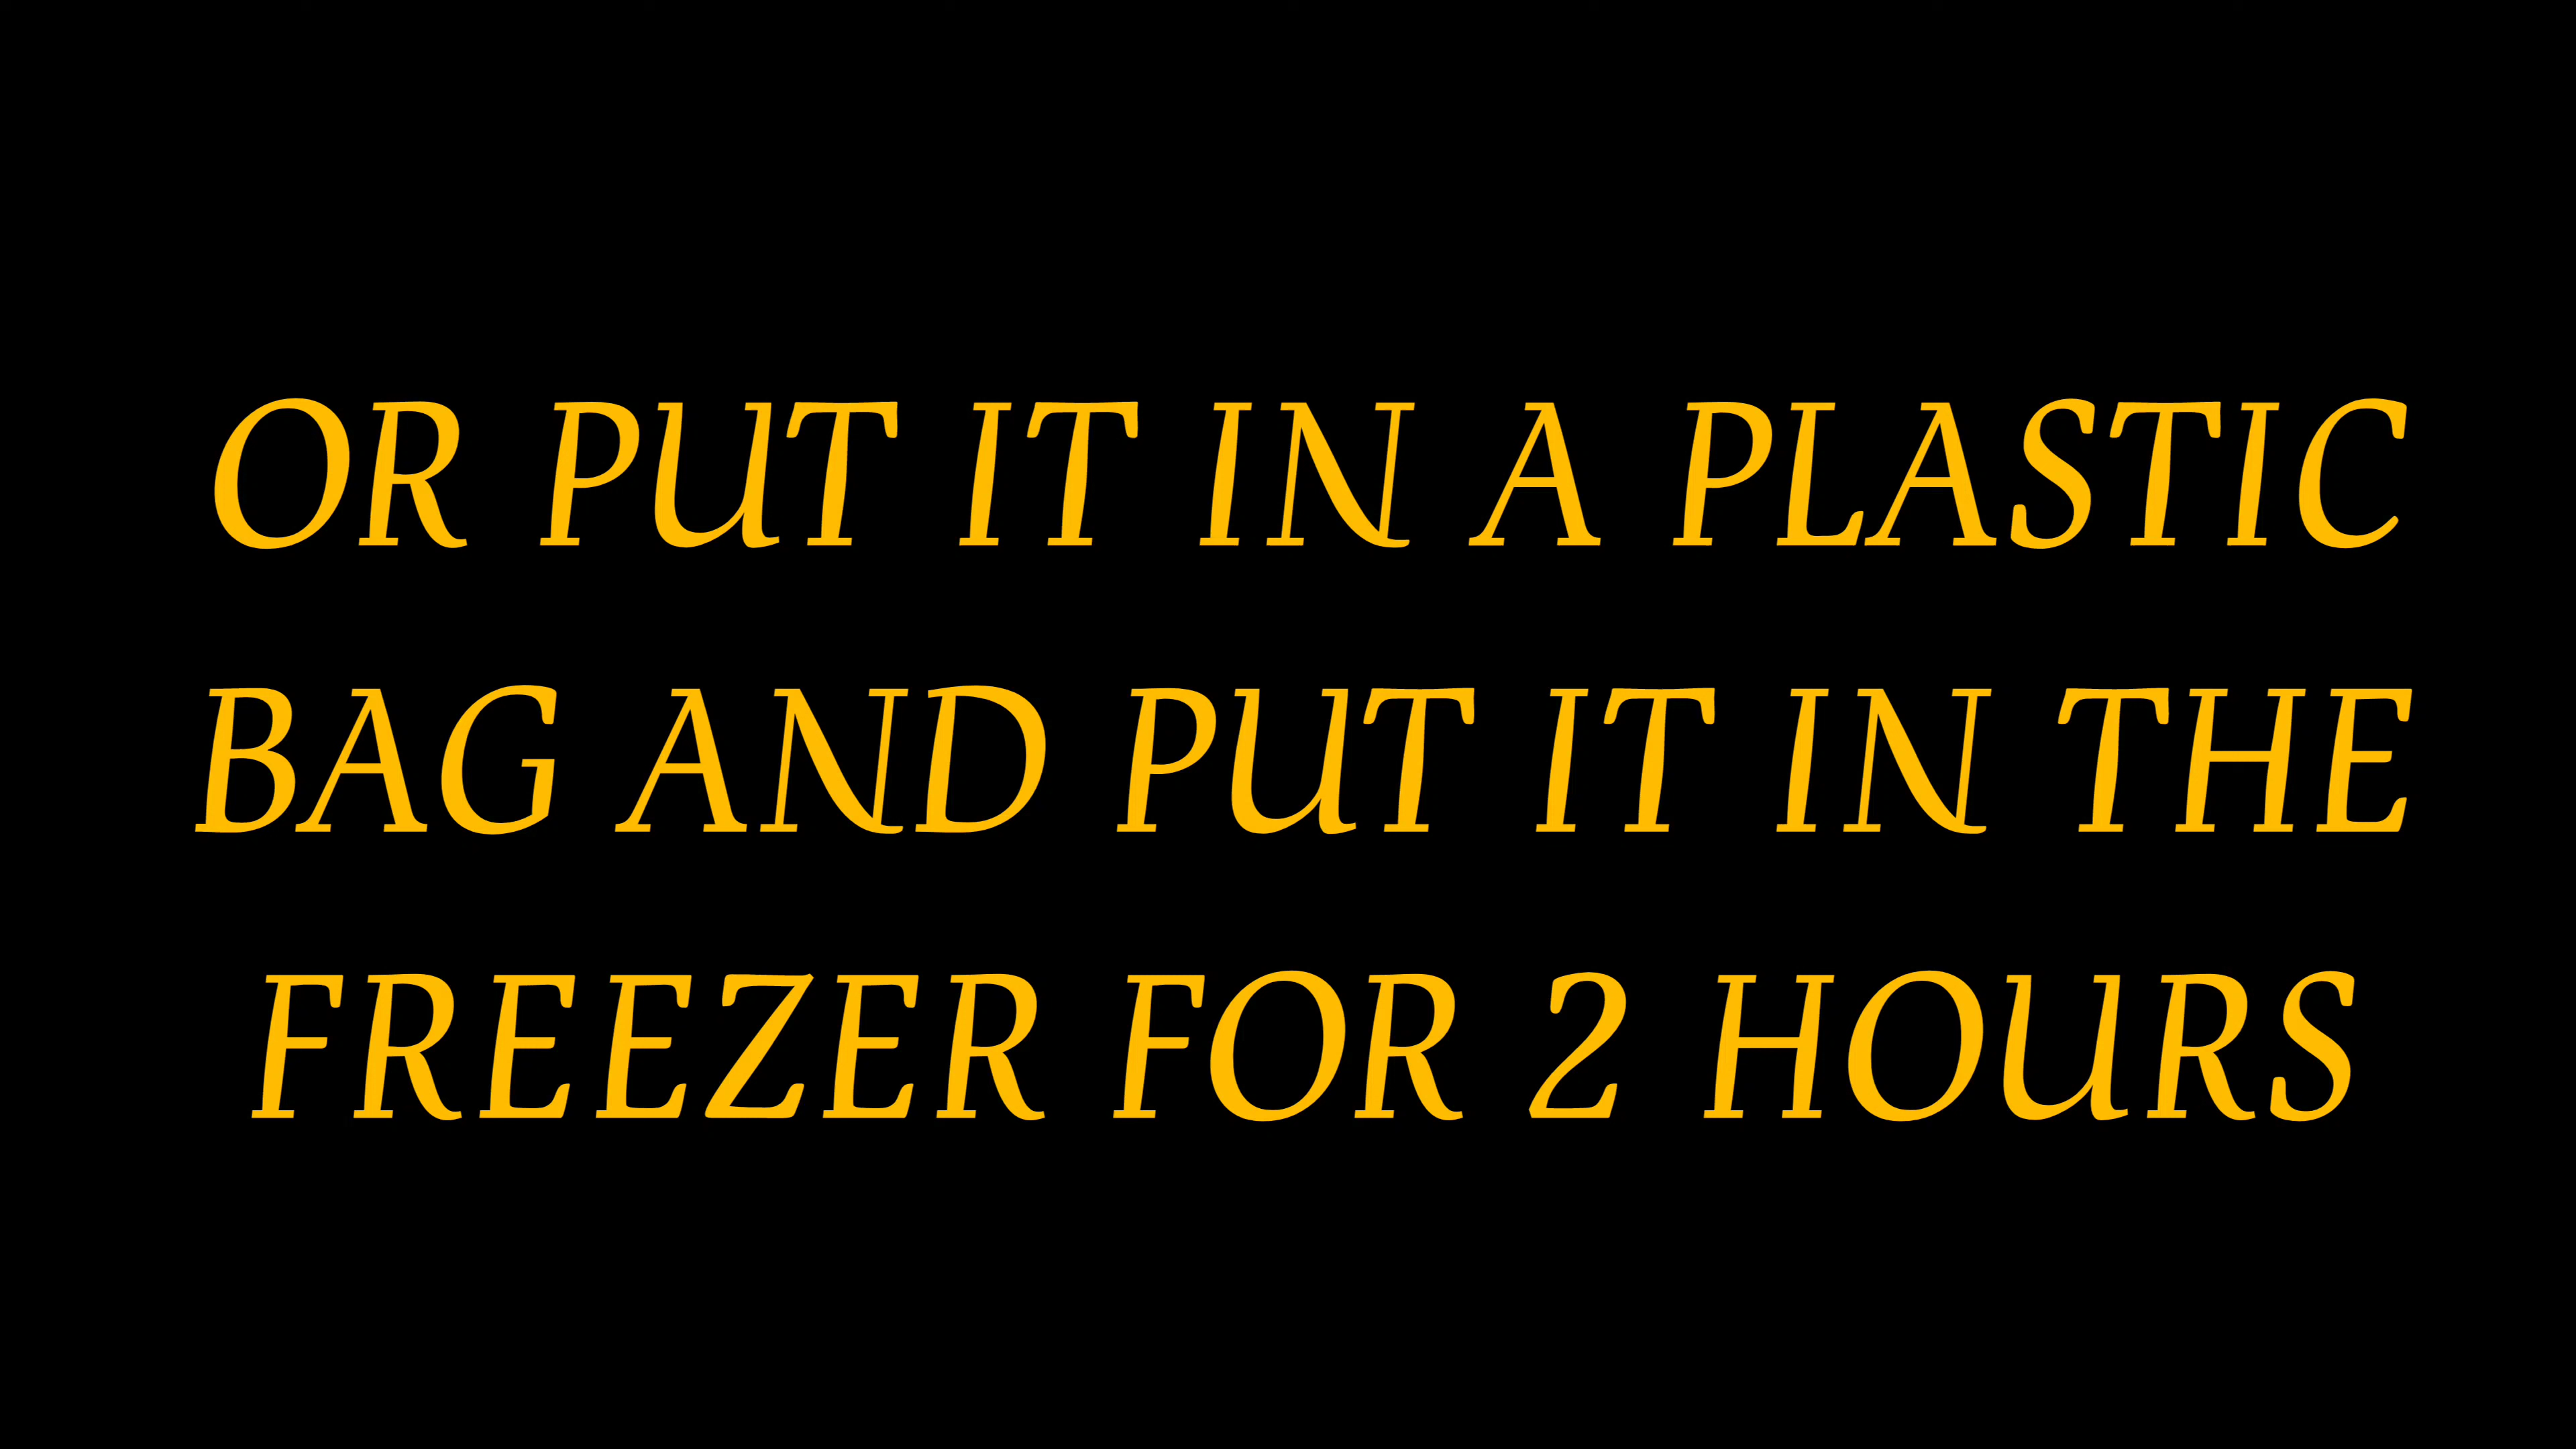 OR PUT IT IN A PLASTIC
BAG AND PUT IT IN THE
FREEZER FOR 2 HOURS